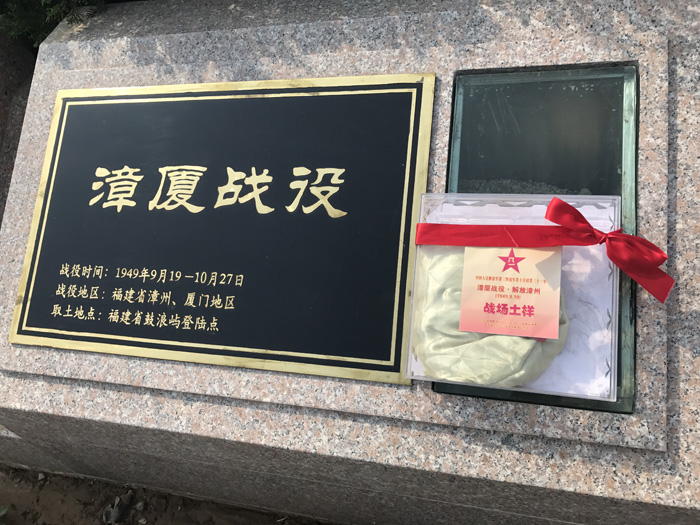 漳厦战役
战役时间：1949年9月19－10月27日
战役地区：福建省漳州、厦门地区
取土地点：福建省鼓浪屿登陆点
漳厦战役·解放漳州
战场土样